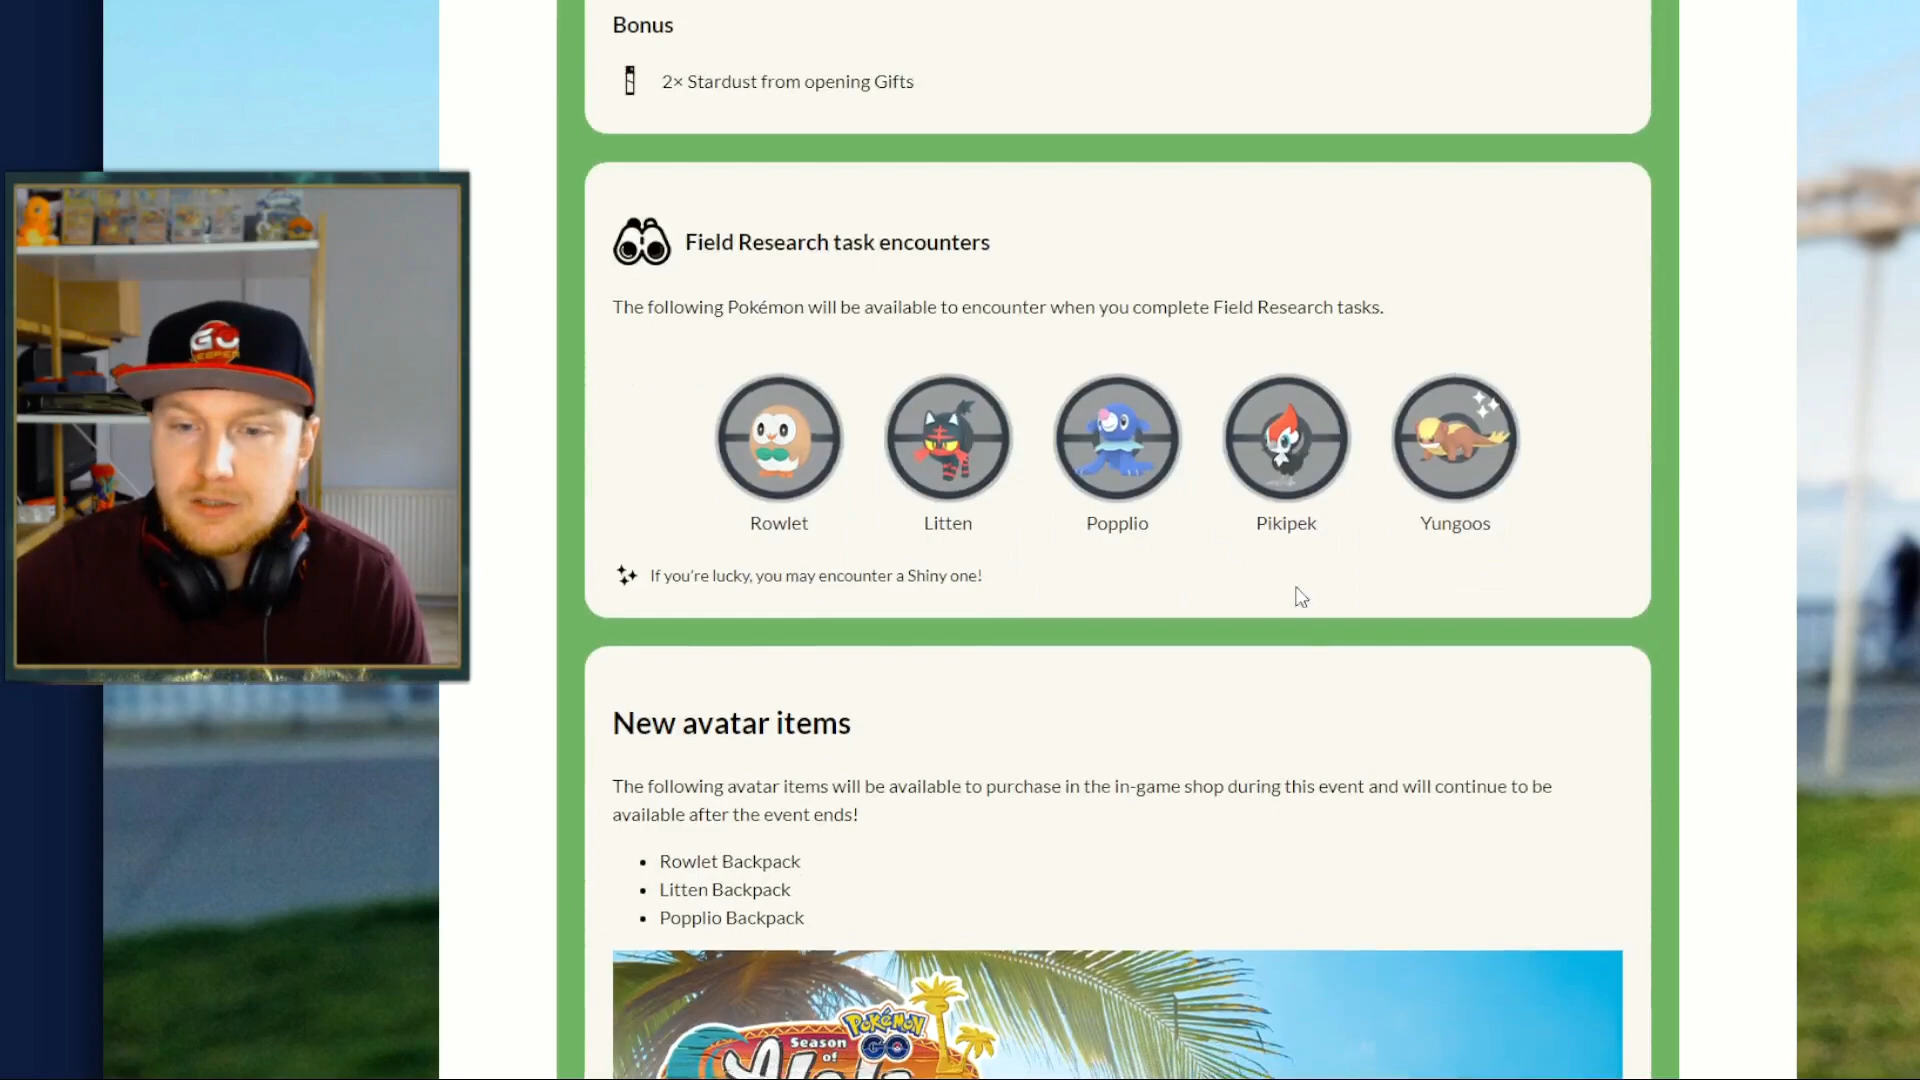 Bonus
2× Stardust from opening Gifts
Field Research task encounters
The following Pokémon will be available to encounter when you complete Field Research tasks.
Rowlet
Litten
Popplio
Pikipek
Yungoos
If you're lucky, you may encounter a Shiny one!
New avatar items
The following avatar items will be available to purchase in the in-game shop during this event and will continue to be
available after the event ends!
Rowlet Backpack
Litten Backpack
Popplio Backpack
POKéMON
GO
Season
of
Alola
GO